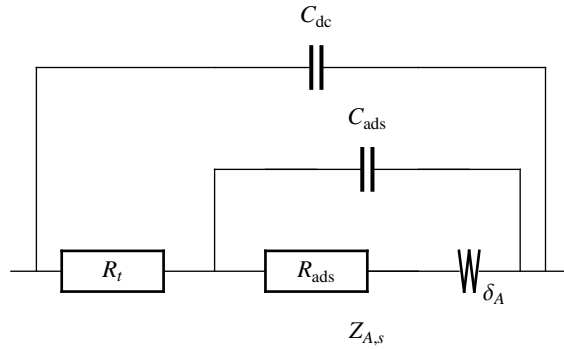 C_dc
C_ads
R_t
R_ads
δ_A
Z_A,s